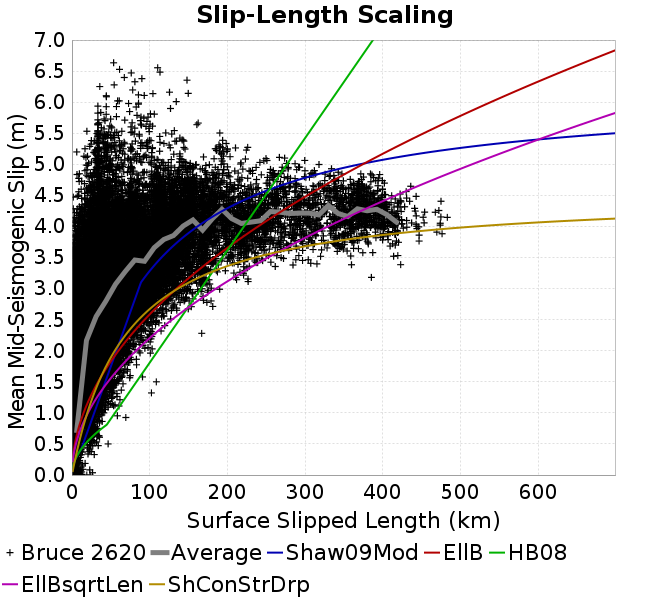 Slip-Length Scaling
Mean Mid-Seismogenic Slip (m)
7.0
6.5
6.0
5.5
5.0
4.5
4.0
3.5
3.0
2.5
2.0
1.5
1.0
0.5
0.0
0 100 200 300 400 500 600
Surface Slipped Length (km)
Bruce 2620 Average Shaw09Mod EllB HB08
EllBsqrtLen ShConStrDrp